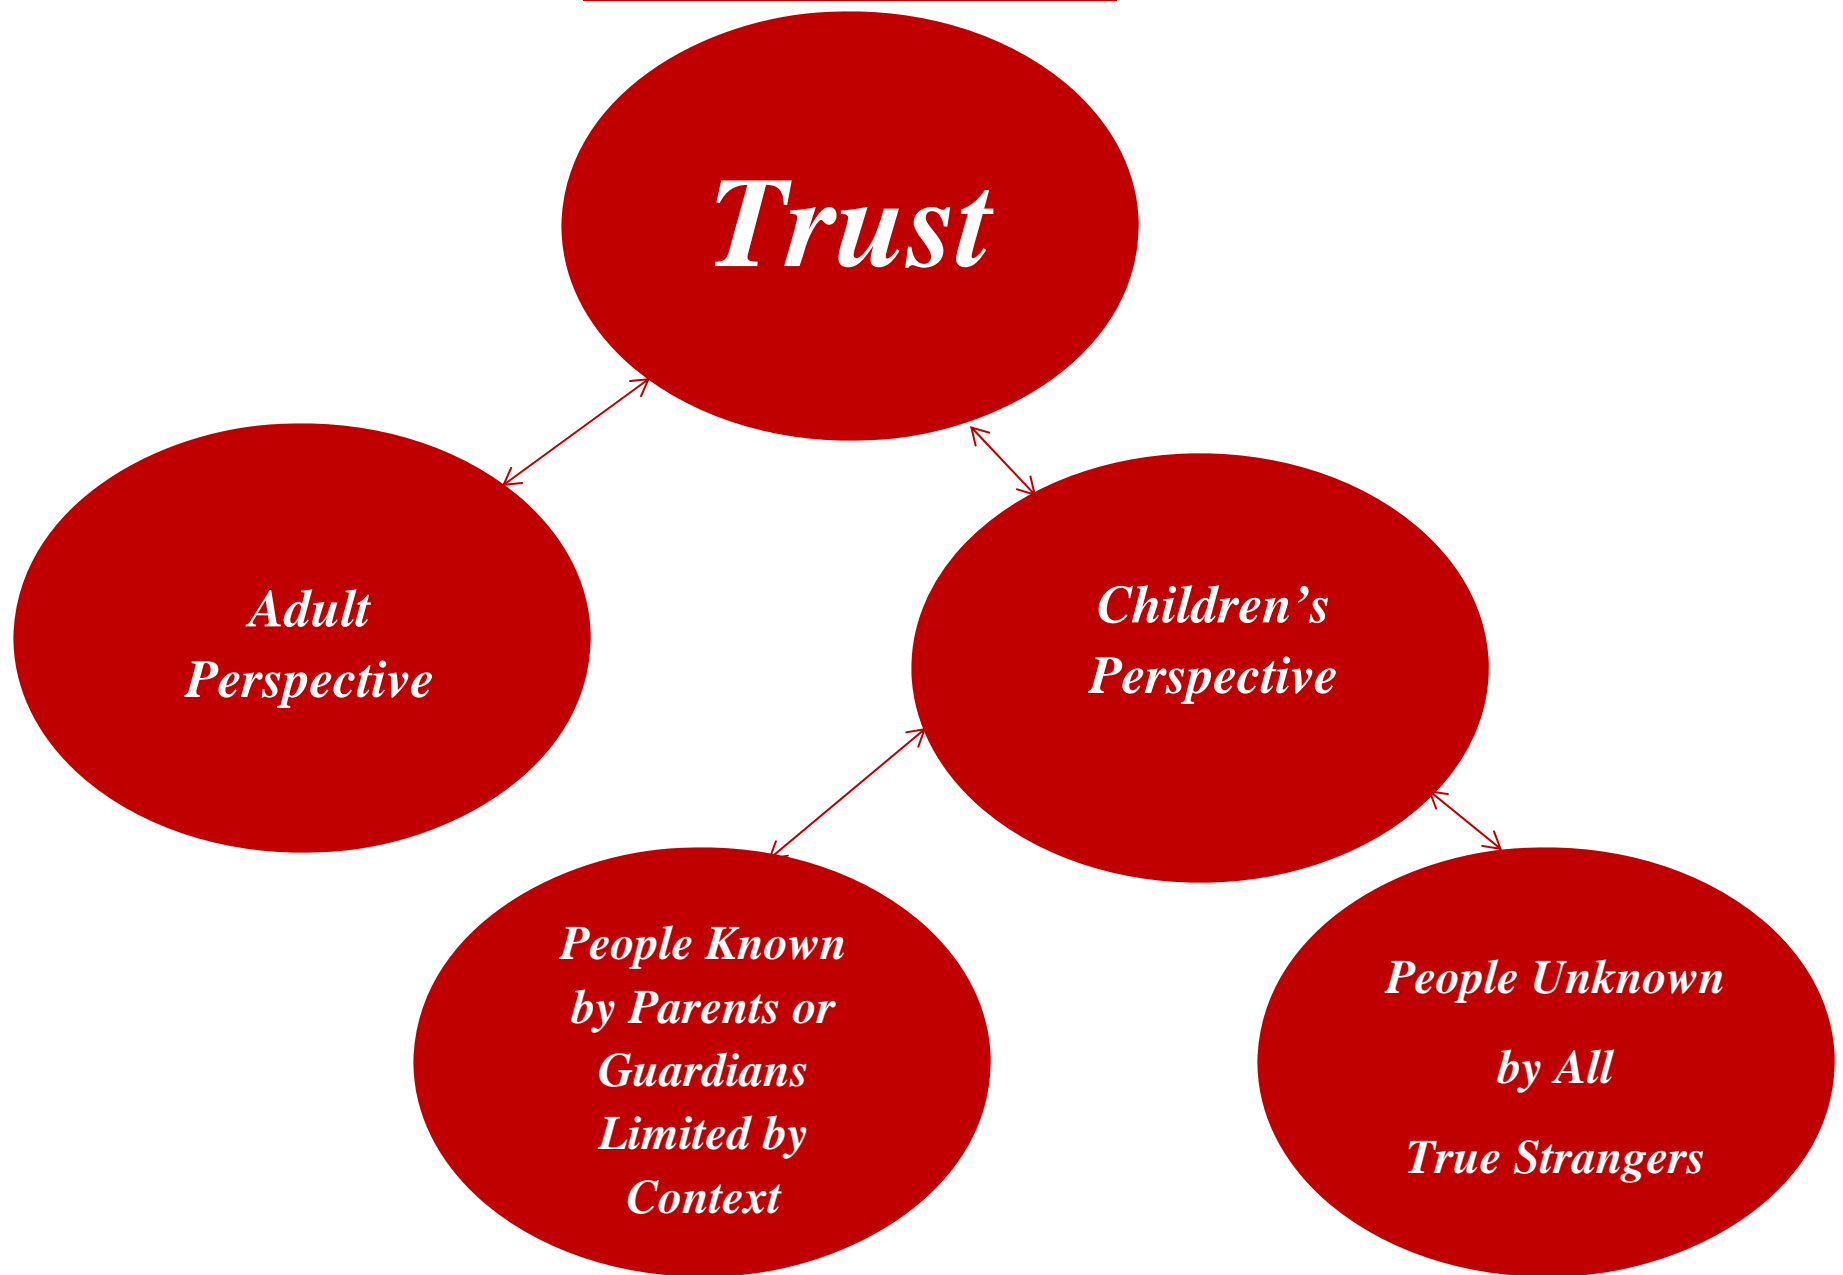 Trust
Adult
Perspective
Children’s
Perspective
People Known
by Parents or
Guardians
Limited by
Context
People Unknown
by All
True Strangers